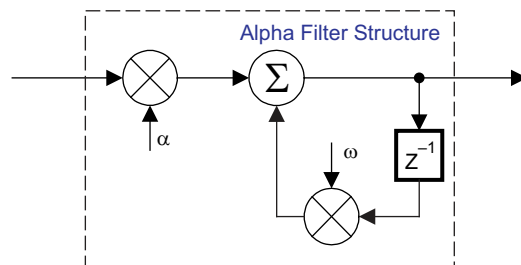 Alpha Filter Structure
Σ
α
ω
z⁻¹